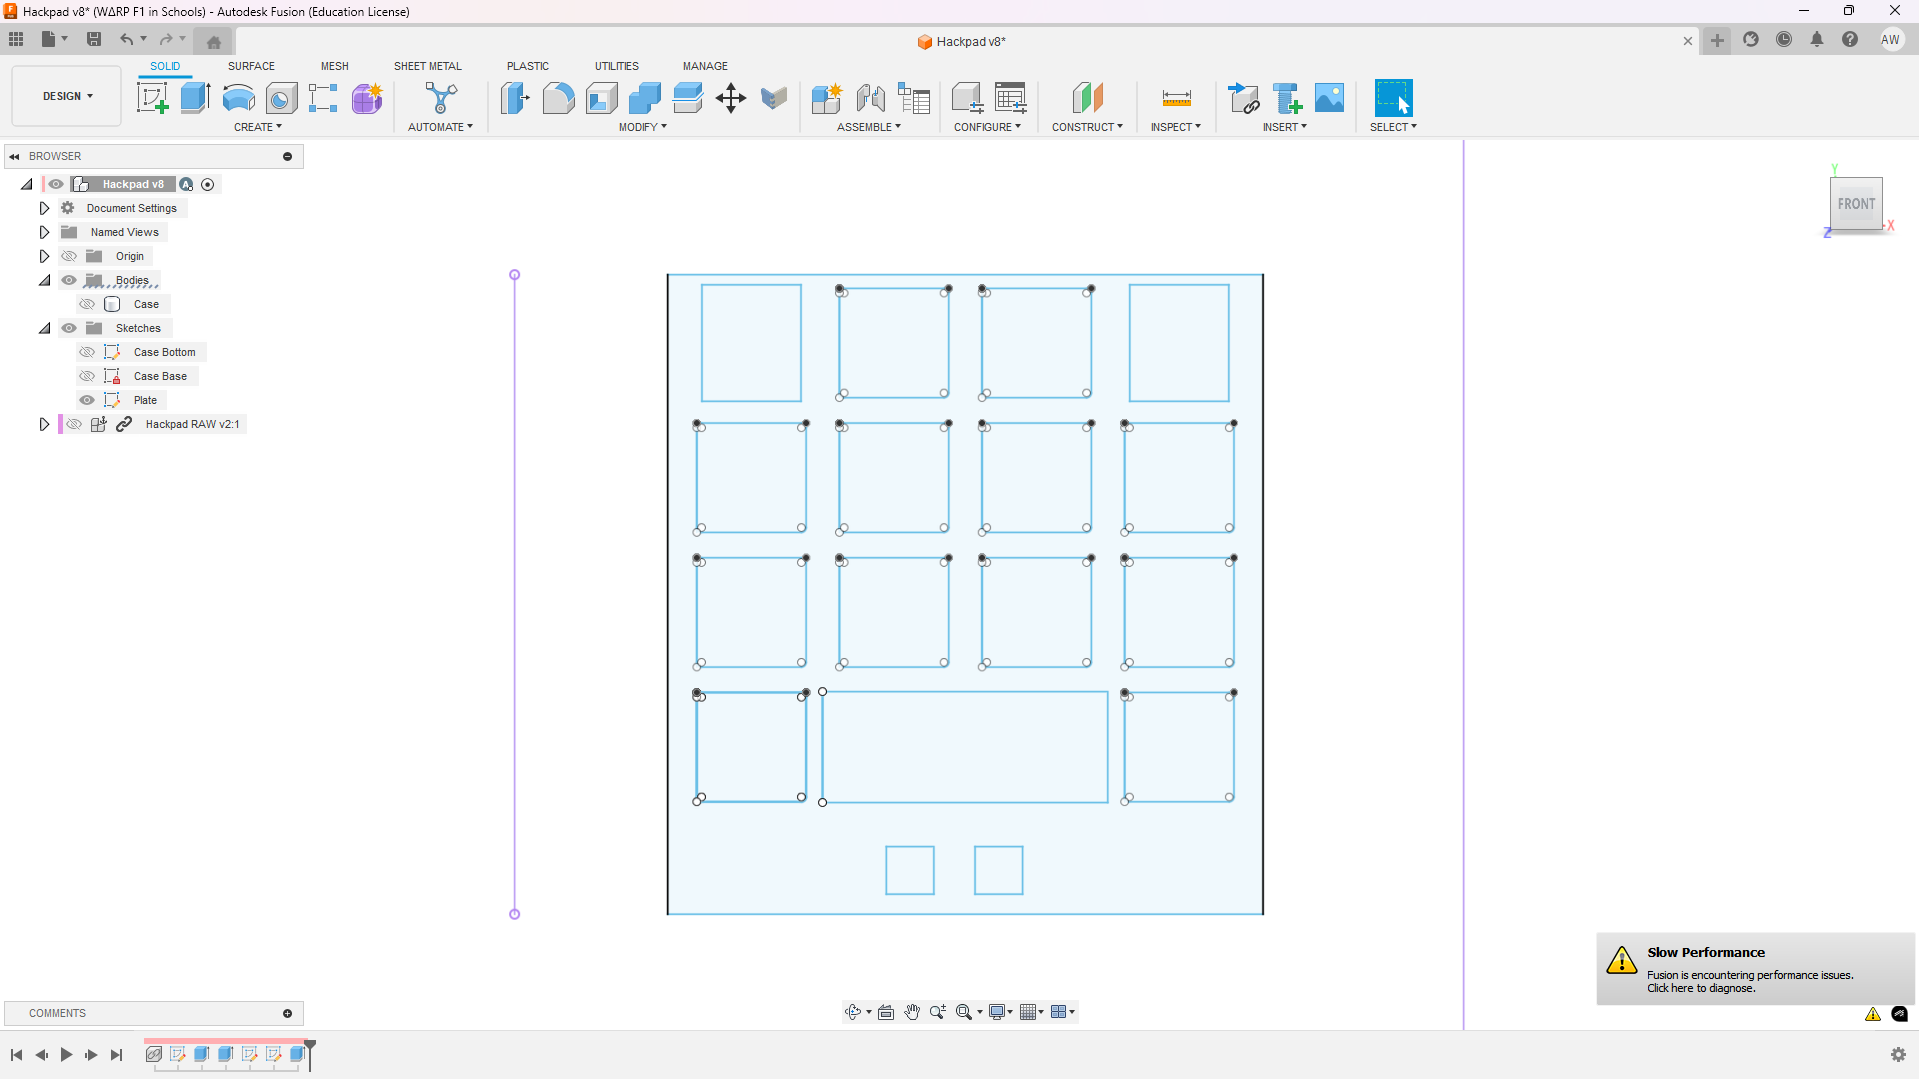 Hackpad v8* (WΔRP F1 in Schools) - Autodesk Fusion (Education License)
Hackpad v8*
AW
DESIGN
SOLID
SURFACE
MESH
SHEET METAL
PLASTIC
UTILITIES
MANAGE
CREATE
AUTOMATE
MODIFY
ASSEMBLE
CONFIGURE
CONSTRUCT
INSPECT
INSERT
SELECT
BROWSER
Hackpad v8
Document Settings
Named Views
Origin
Bodies
Case
Sketches
Case Bottom
Case Base
Plate
Hackpad RAW v2:1
Y
FRONT
X
Z
Slow Performance
Fusion is encountering performance issues.
Click here to diagnose.
COMMENTS